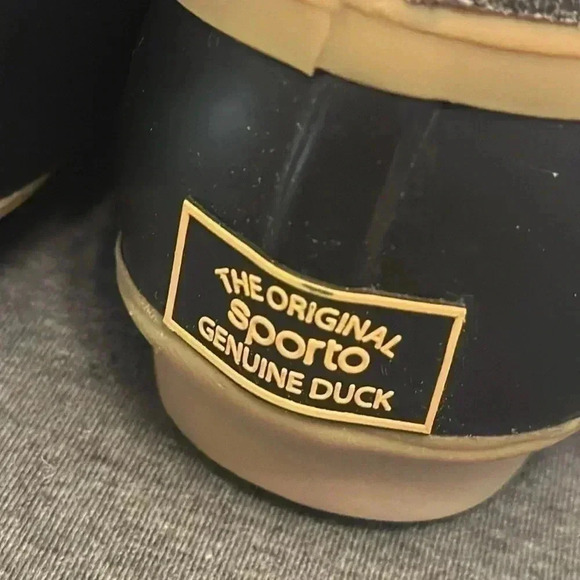 THE ORIGINAL
sporto
GENUINE DUCK